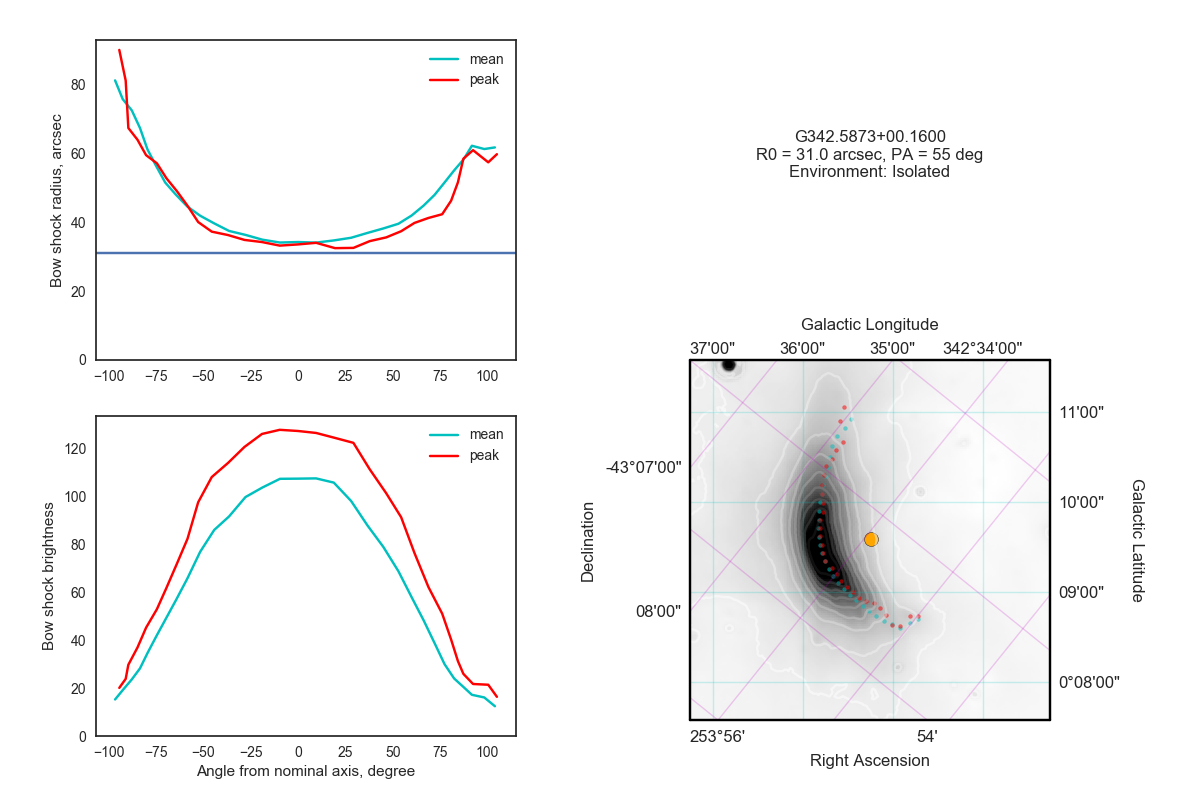 mean
peak
80
60
40
20
0
Bow shock radius, arcsec
−100 −75 −50 −25 0 25 50 75 100
mean
peak
120
100
80
60
40
20
0
Bow shock brightness
−100 −75 −50 −25 0 25 50 75 100
Angle from nominal axis, degree
G342.5873+00.1600
R0 = 31.0 arcsec, PA = 55 deg
Environment: Isolated
Galactic Longitude
37'00" 36'00" 35'00" 342°34'00"
11'00"
-43°07'00"
10'00"
Declination
Galactic Latitude
09'00"
08'00"
0°08'00"
253°56' 54'
Right Ascension